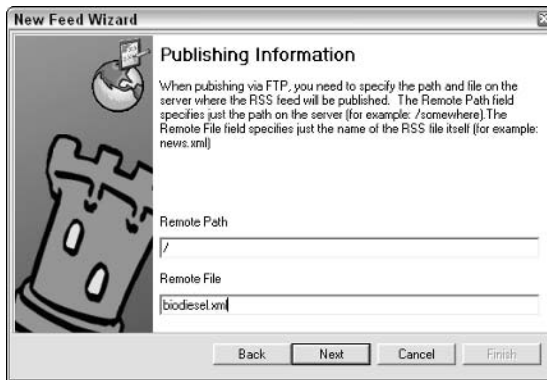 New Feed Wizard
Publishing Information
When pubishing via FTP, you need to specify the path and file on the
server where the RSS feed will be published. The Remote Path field
specifies just the path on the server (for example: /somewhere).The
Remote File field specifies just the name of the RSS file itself (for example:
news.xml)
Remote Path
/
Remote File
biodiesel.xml
Back Next Cancel Finish